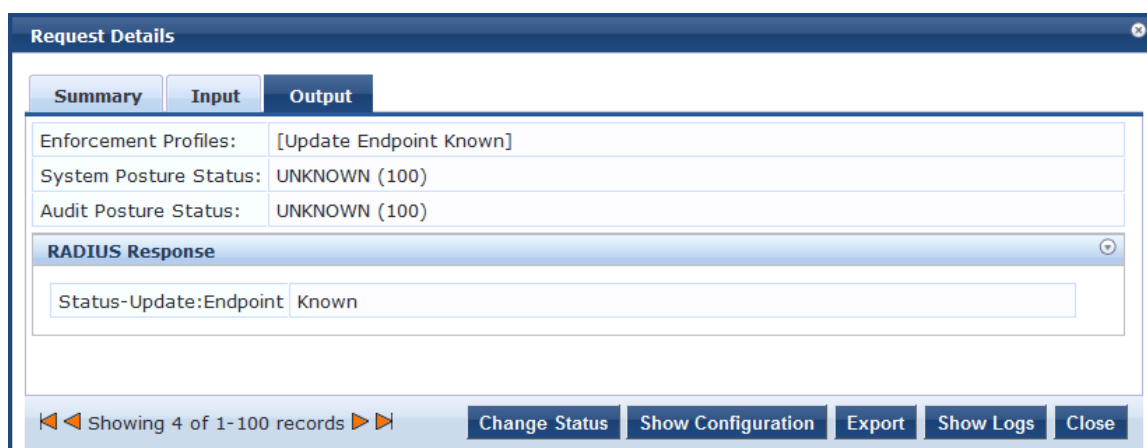 Request Details
Summary Input Output
Enforcement Profiles: [Update Endpoint Known]
System Posture Status: UNKNOWN (100)
Audit Posture Status: UNKNOWN (100)
RADIUS Response
Status-Update:Endpoint Known
Showing 4 of 1-100 records Change Status Show Configuration Export Show Logs Close